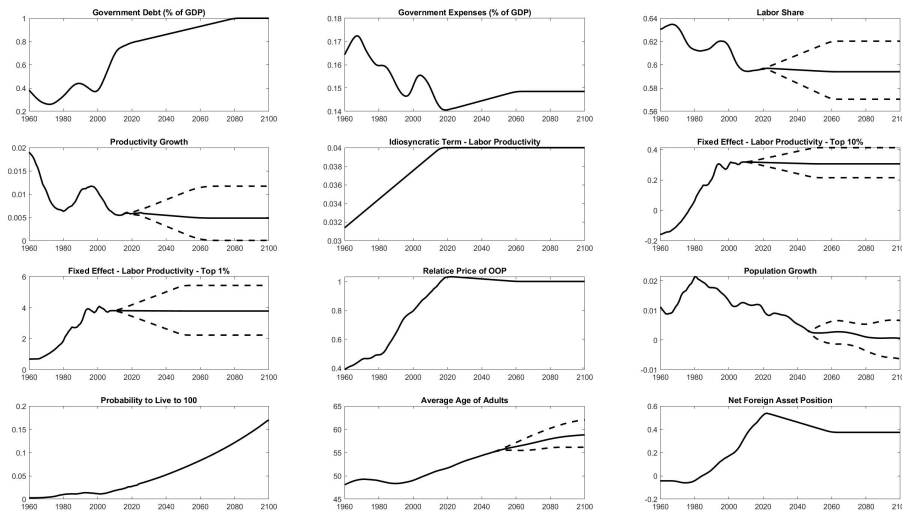 Government Debt (% of GDP)
1
0.8
0.6
0.4
0.2
1960 1980 2000 2020 2040 2060 2080 2100
Government Expenses (% of GDP)
0.18
0.17
0.16
0.15
0.14
1960 1980 2000 2020 2040 2060 2080 2100
Labor Share
0.64
0.62
0.6
0.58
0.56
1960 1980 2000 2020 2040 2060 2080 2100
Productivity Growth
0.02
0.015
0.01
0.005
0
1960 1980 2000 2020 2040 2060 2080 2100
Idiosyncratic Term - Labor Productivity
0.04
0.038
0.036
0.034
0.032
0.03
1960 1980 2000 2020 2040 2060 2080 2100
Fixed Effect - Labor Productivity - Top 10%
0.4
0.2
0
-0.2
1960 1980 2000 2020 2040 2060 2080 2100
Fixed Effect - Labor Productivity - Top 1%
6
4
2
0
1960 1980 2000 2020 2040 2060 2080 2100
Relatice Price of OOP
1
0.8
0.6
0.4
1960 1980 2000 2020 2040 2060 2080 2100
Population Growth
0.02
0.01
0
-0.01
1960 1980 2000 2020 2040 2060 2080 2100
Probability to Live to 100
0.2
0.15
0.1
0.05
0
1960 1980 2000 2020 2040 2060 2080 2100
Average Age of Adults
65
60
55
50
45
1960 1980 2000 2020 2040 2060 2080 2100
Net Foreign Asset Position
0.6
0.4
0.2
0
-0.2
1960 1980 2000 2020 2040 2060 2080 2100